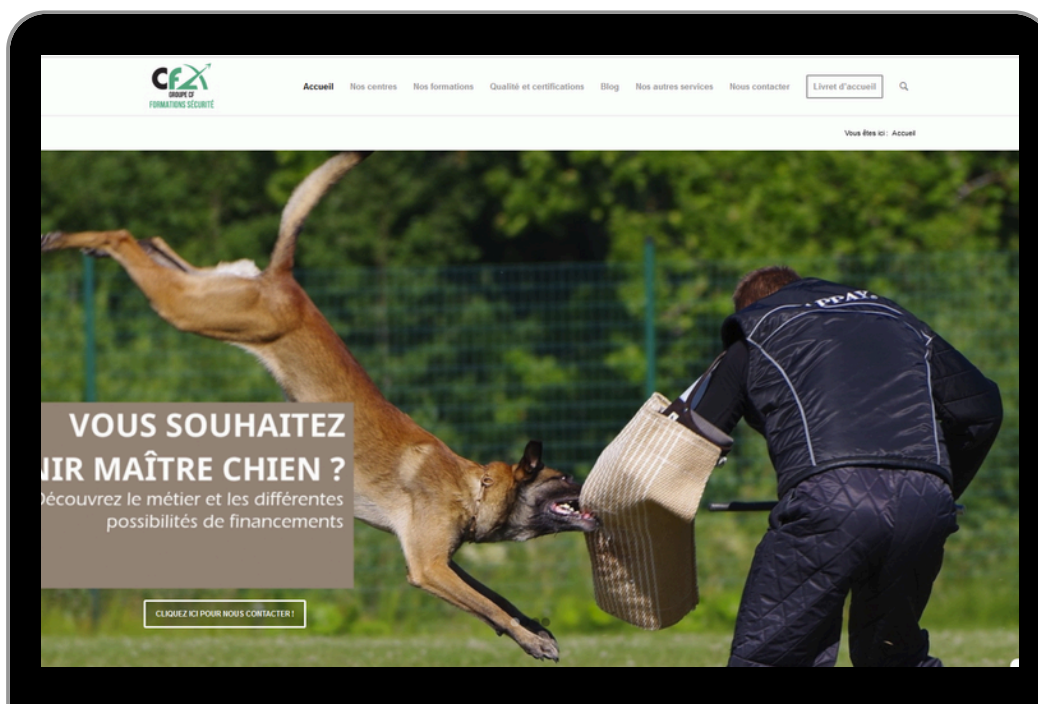 CFA
GROUPE CF
FORMATIONS SÉCURITÉ
Accueil Nos centres Nos formations Qualité et certifications Blog Nos autres services Nous contacter Livret d'accueil
Vous êtes ici : Accueil
PPAY
VOUS SOUHAITEZ
NIR MAÎTRE CHIEN ?
Découvrez le métier et les différentes
possibilités de financements
CLIQUEZ ICI POUR NOUS CONTACTER !